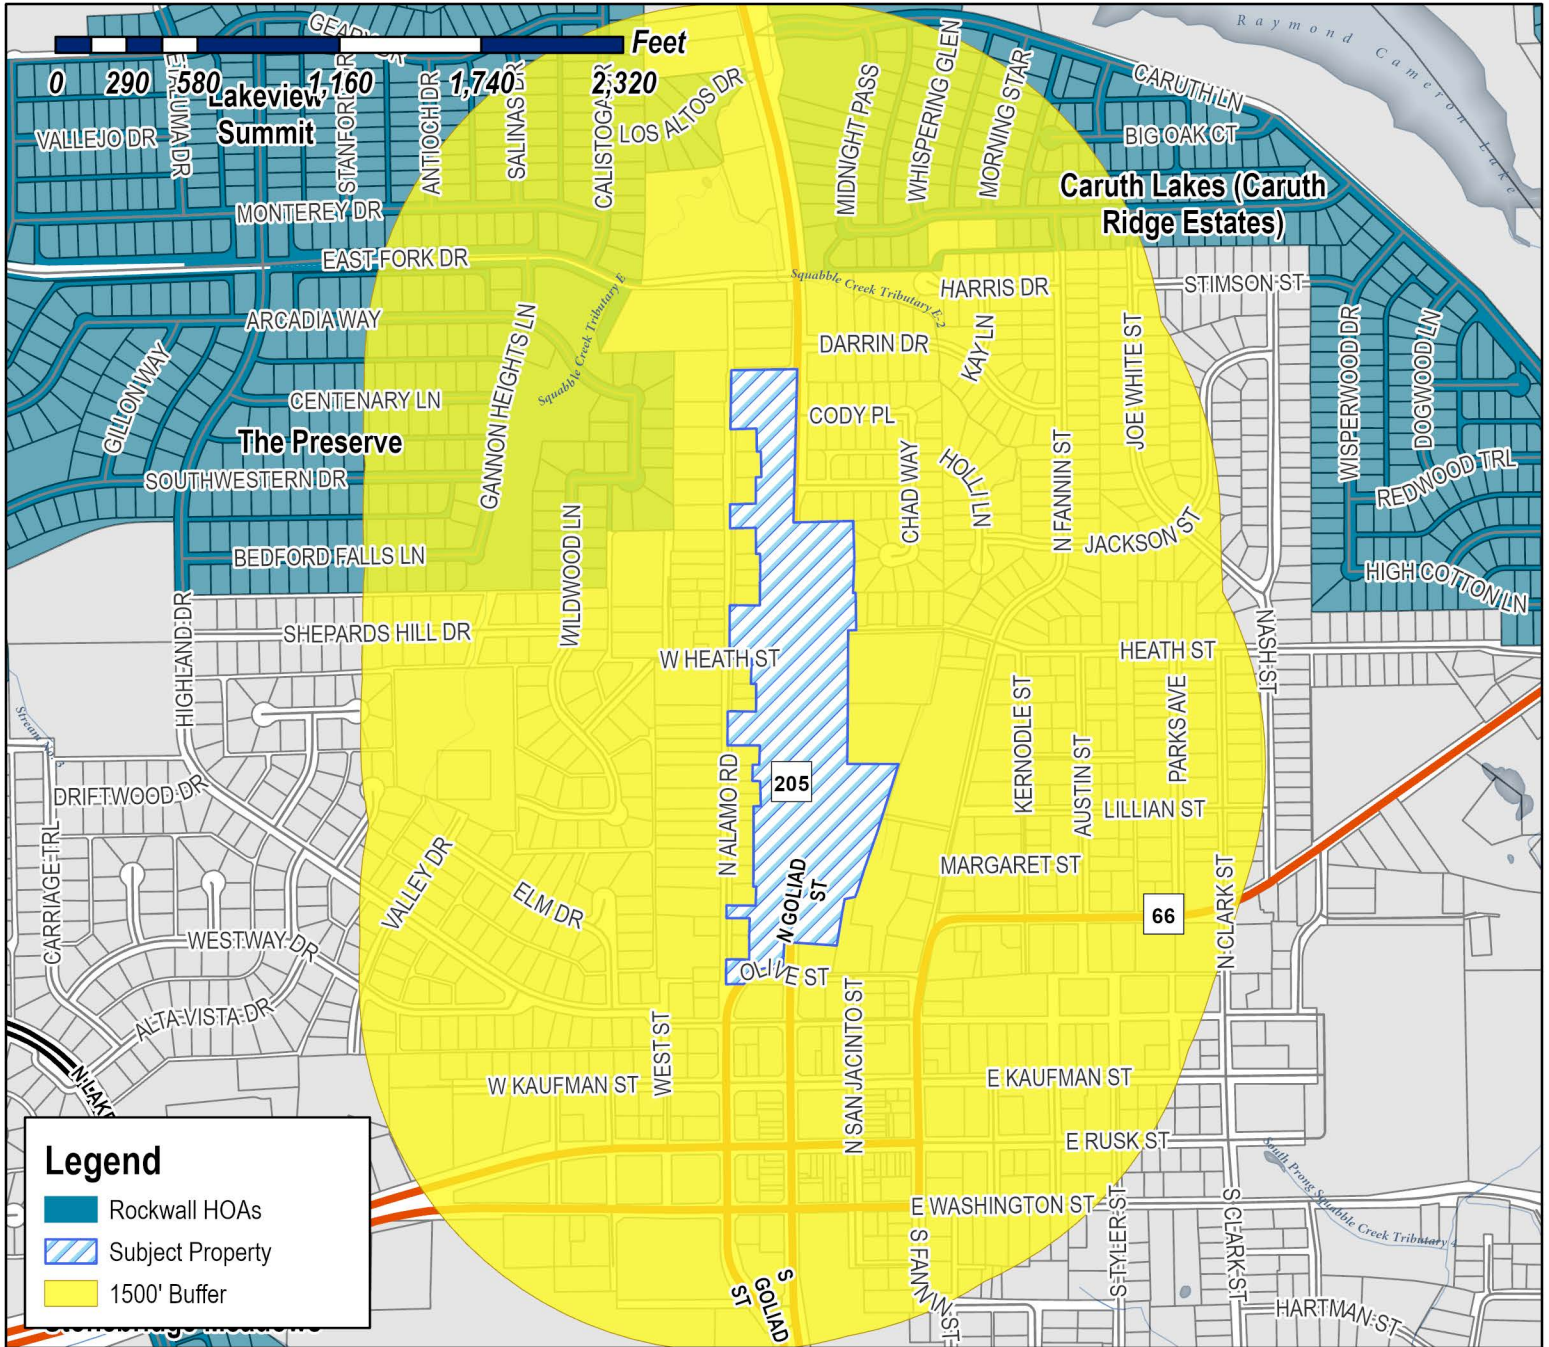 Raymond Cameron Lake
GEARY DR
Feet
0 290 580 1,160 1,740 2,320
Lakeview
Summit
VALLEJO DR
ANTIOCH DR
SALINAS DR
LOS ALTOS DR
MIDNIGHT PASS
WHISPERING GLEN
MORNING STAR
CARUTH LN
BIG OAK CT
Caruth Lakes (Caruth
Ridge Estates)
MONTEREY DR
EAST FORK DR
Squabble Creek Tributary E
Squabble Creek Tributary E-2
HARRIS DR
STIMSON ST
ARCADIA WAY
GILLON WAY
GANNON HEIGHTS LN
DARRIN DR
KAY LN
JOE WHITE ST
WISPERWOOD DR
DOGWOOD LN
CENTENARY LN
CODY PL
The Preserve
SOUTHWESTERN DR
CHAD WAY
HOLLI LN
N FANNIN ST
REDWOOD TRL
JACKSON ST
BEDFORD FALLS LN
WILDWOOD LN
HIGH COTTON LN
HIGHLAND DR
SHEPARDS HILL DR
W HEATH ST
HEATH ST
NASH ST
KERNODLE ST
AUSTIN ST
PARKS AVE
N ALAMO RD
205
DRIFTWOOD DR
LILLIAN ST
CARRIAGE TRL
VALLEY DR
ELM DR
N GOLIAD
ST
MARGARET ST
66
N CLARK ST
WESTWAY DR
OLIVE ST
ALTA VISTA DR
WEST ST
N SAN JACINTO ST
W KAUFMAN ST
E KAUFMAN ST
E RUSK ST
South Prong Squabble Creek Tributary 4
E WASHINGTON ST
S TYLER ST
S CLARK ST
S FANNIN ST
S
GOLIAD
ST
HARTMAN ST
Legend
Rockwall HOAs
Subject Property
1500' Buffer